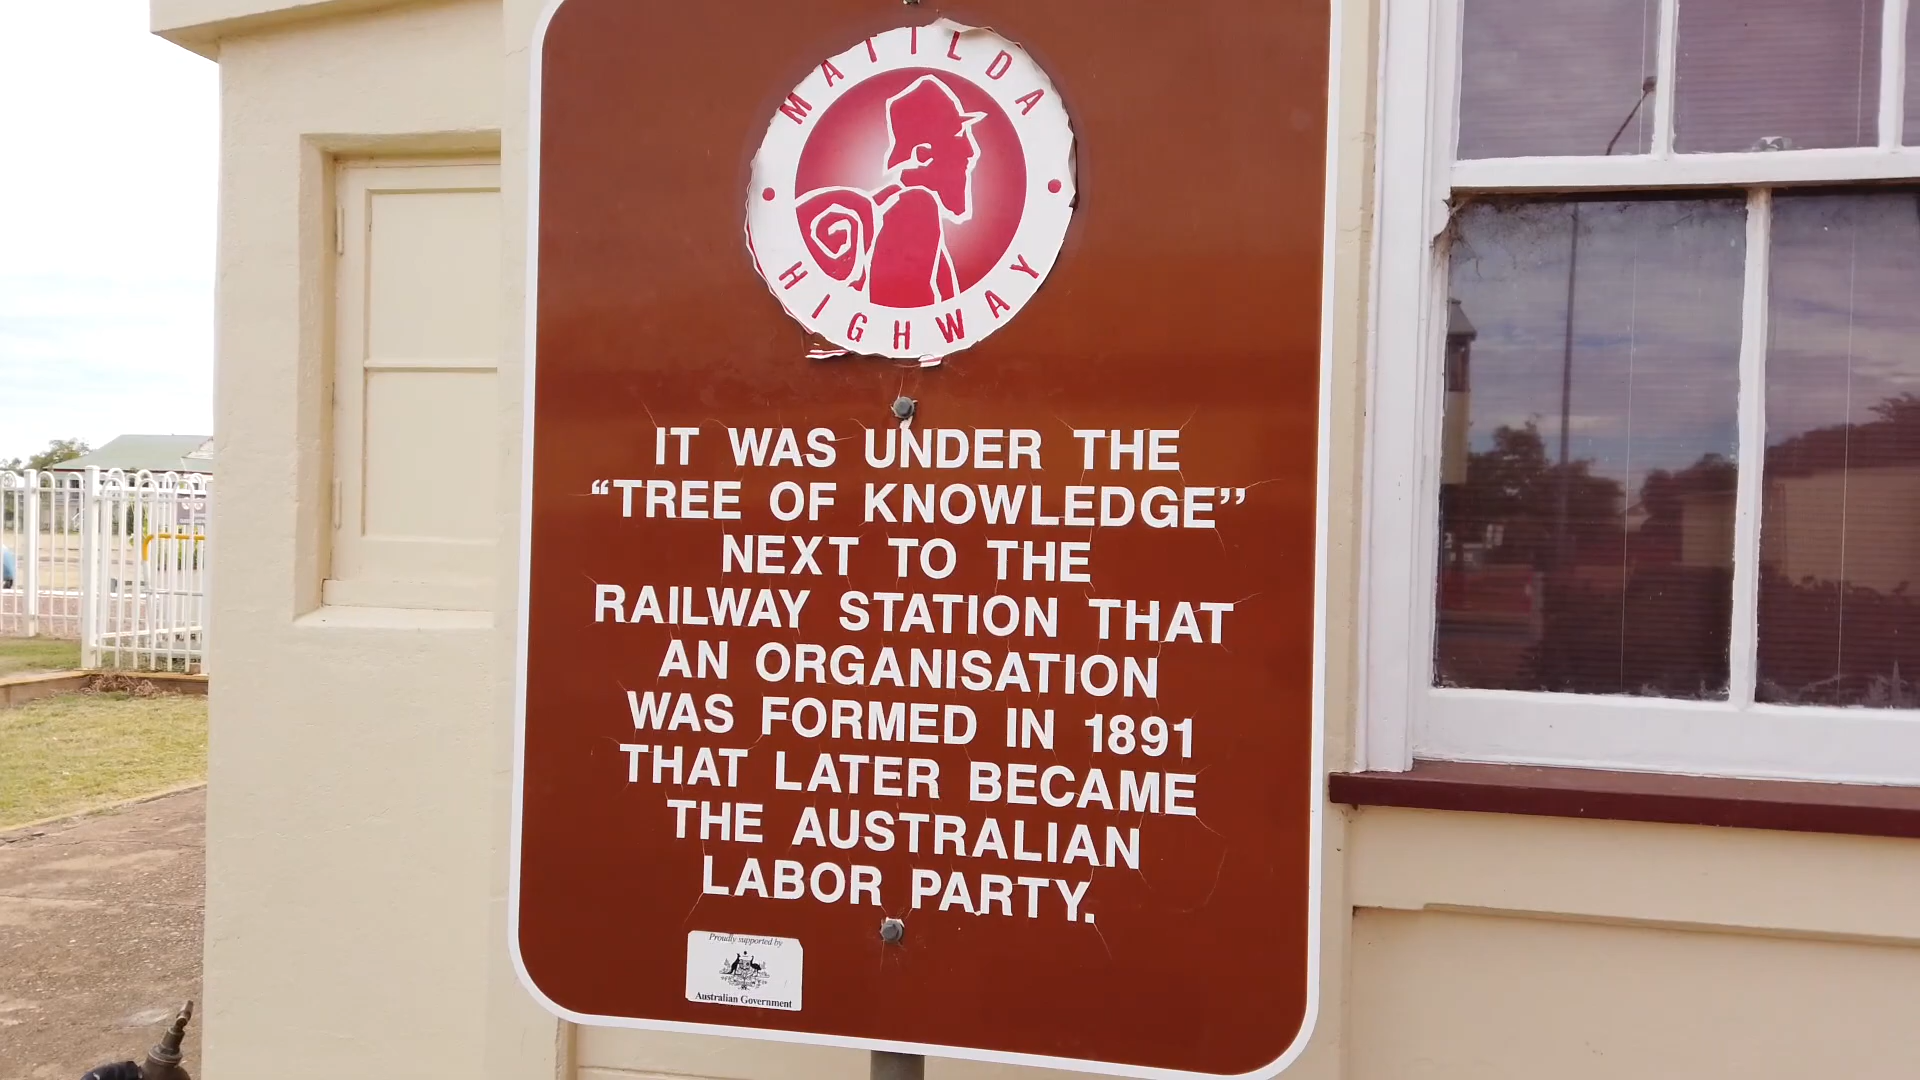 MATILDA
HIGHWAY
IT WAS UNDER THE
“TREE OF KNOWLEDGE’’
NEXT TO THE
RAILWAY STATION THAT
AN ORGANISATION
WAS FORMED IN 1891
THAT LATER BECAME
THE AUSTRALIAN
LABOR PARTY.
Proudly supported by
Australian Government